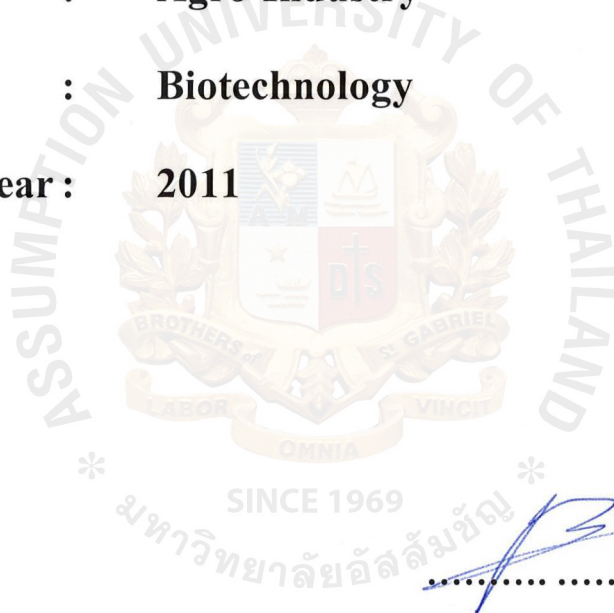 : Agro-Industry
: Biotechnology
ear : 2011
ASSUMPTION UNIVERSITY OF THAILAND
A M
D S
BROTHERS of St GABRIEL
LABOR OMNIA VINCIT
* SINCE 1969 *
มหาวิทยาลัยอัสสัมชัญ